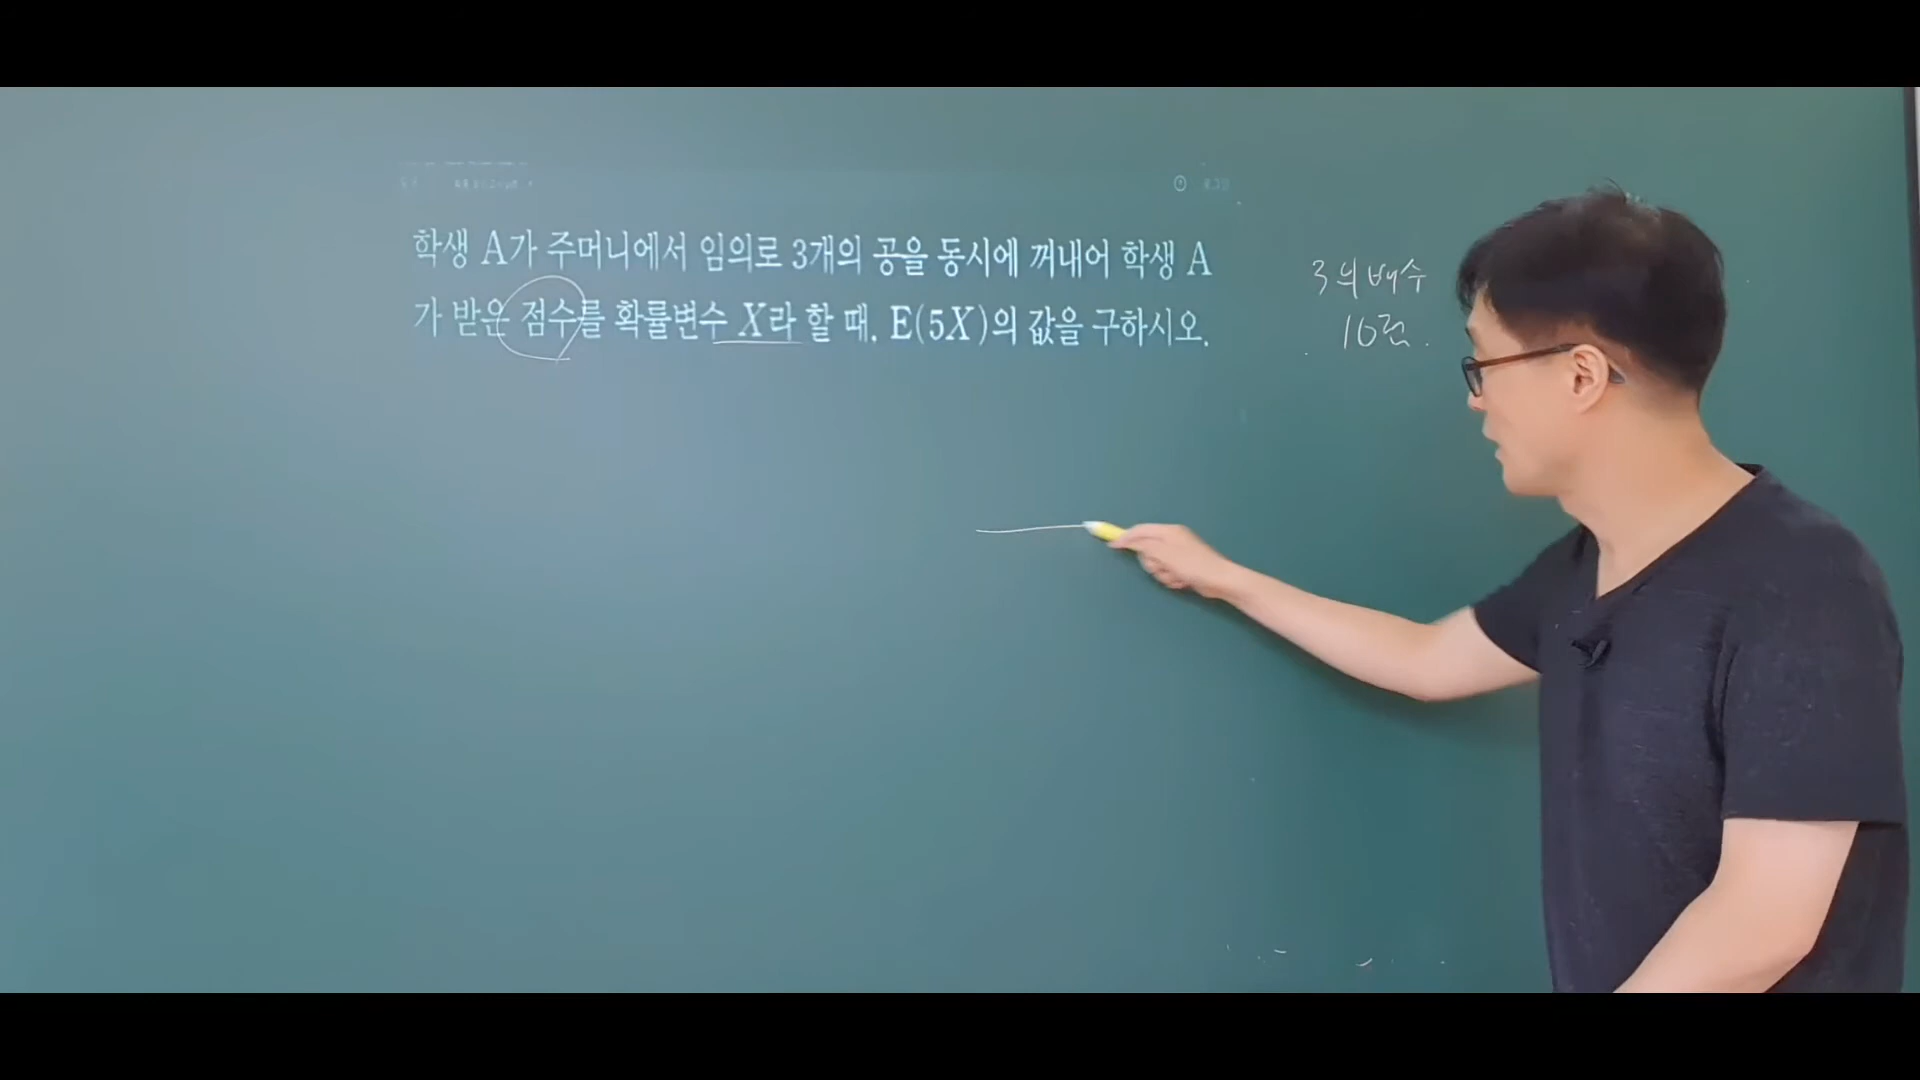 학생 A가 주머니에서 임의로 3개의 공을 동시에 꺼내어 학생 A
가 받은 점수를 확률변수 X라 할 때, E(5X)의 값을 구하시오.
3의 배수
10점.